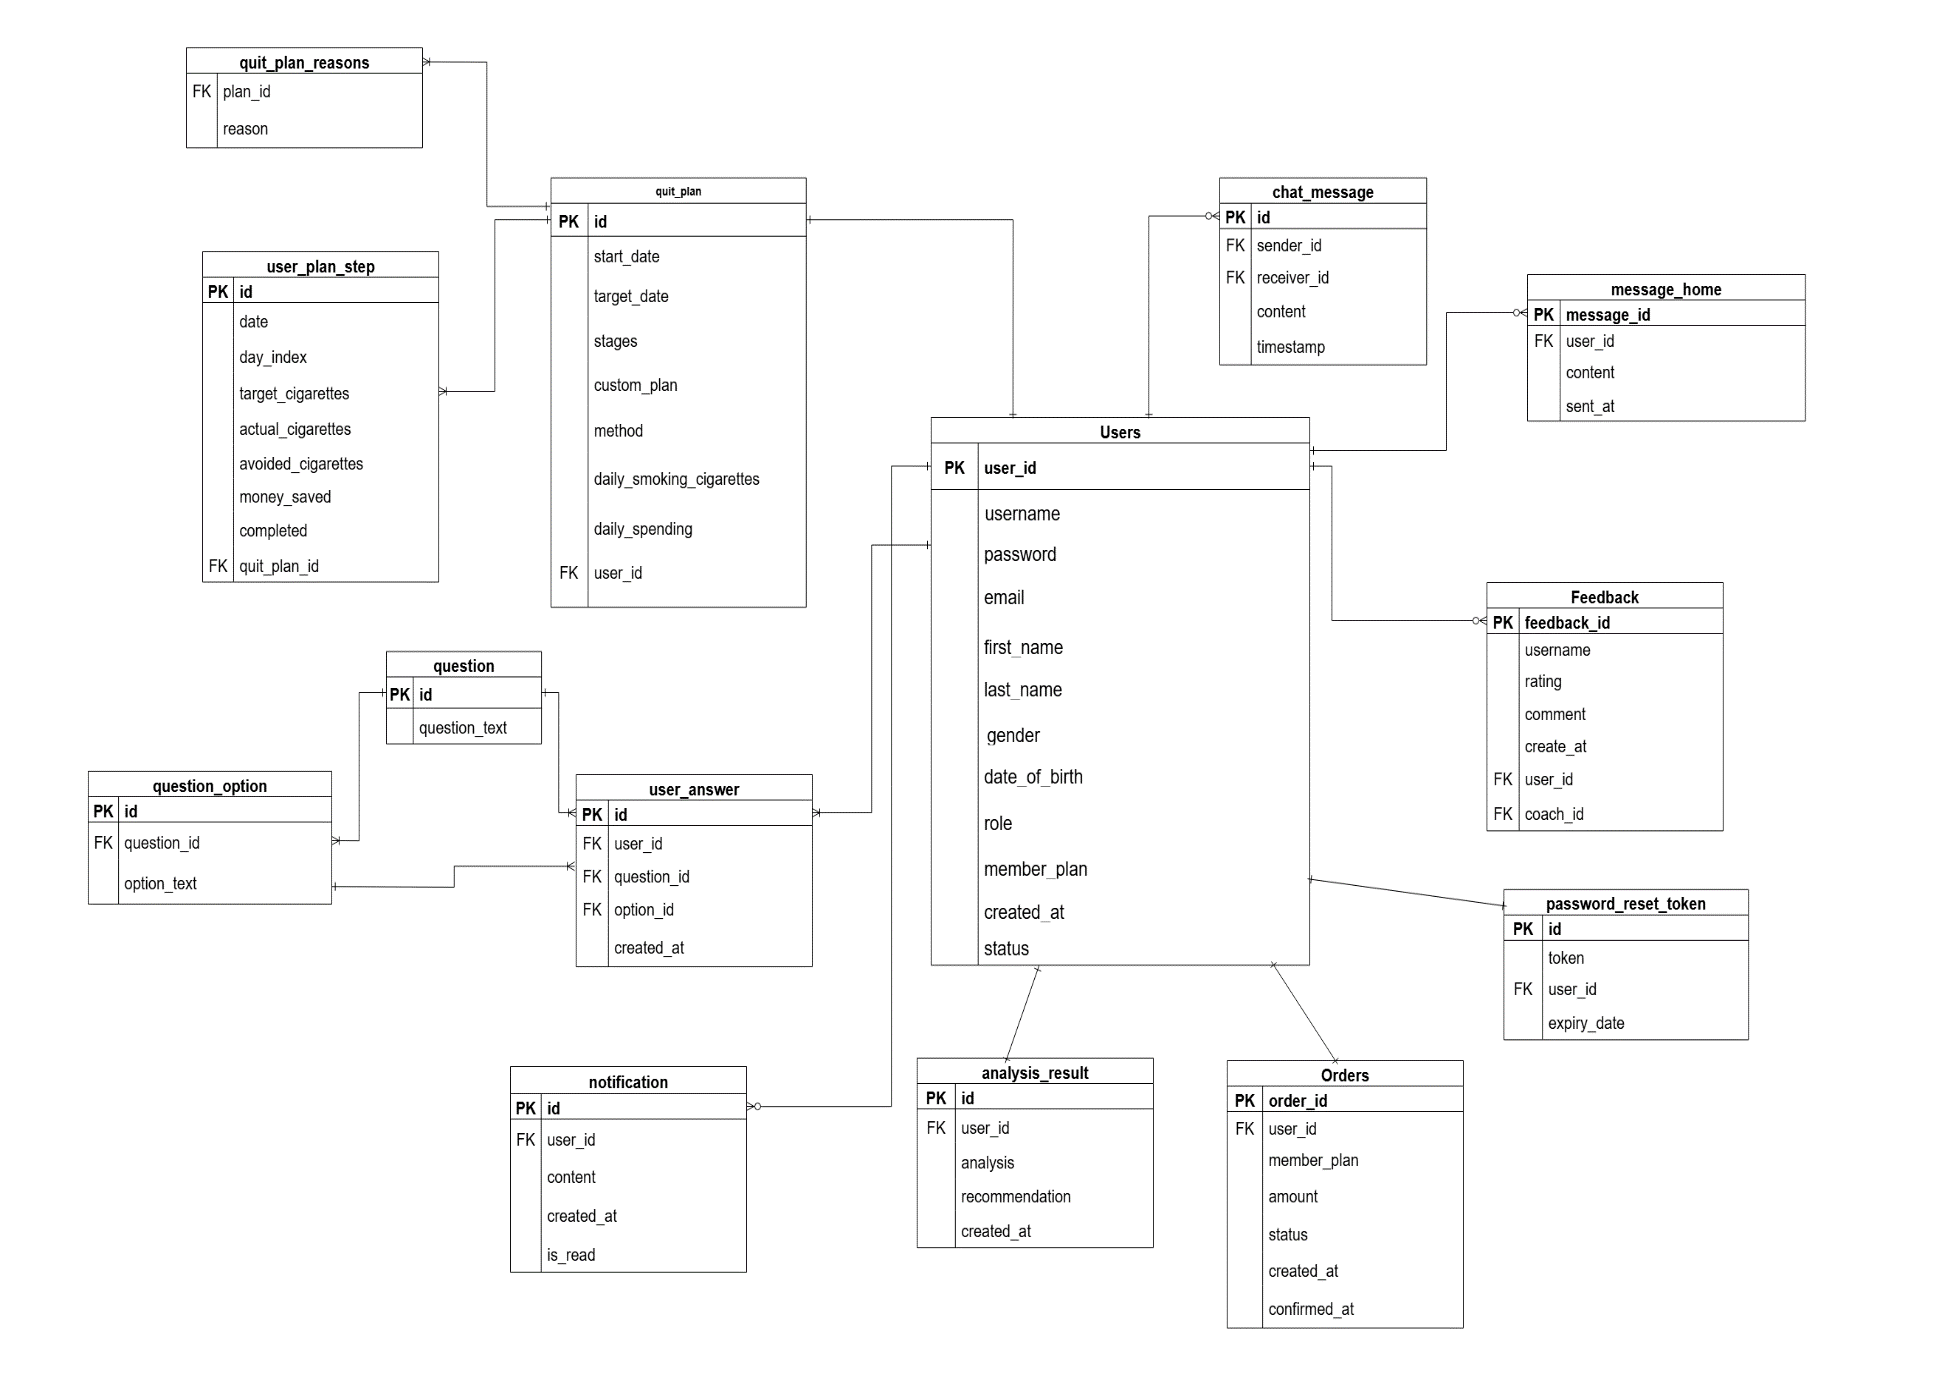 quit_plan_reasons
FK plan_id
reason
quit_plan
PK id
start_date
target_date
stages
custom_plan
method
daily_smoking_cigarettes
daily_spending
FK user_id
chat_message
PK id
FK sender_id
FK receiver_id
content
timestamp
user_plan_step
PK id
date
day_index
target_cigarettes
actual_cigarettes
avoided_cigarettes
money_saved
completed
FK quit_plan_id
message_home
PK message_id
FK user_id
content
sent_at
Users
PK user_id
username
password
email
first_name
last_name
gender
date_of_birth
role
member_plan
created_at
status
Feedback
PK feedback_id
username
rating
comment
create_at
FK user_id
FK coach_id
question
PK id
question_text
question_option
PK id
FK question_id
option_text
user_answer
PK id
FK user_id
FK question_id
FK option_id
created_at
password_reset_token
PK id
token
FK user_id
expiry_date
notification
PK id
FK user_id
content
created_at
is_read
analysis_result
PK id
FK user_id
analysis
recommendation
created_at
Orders
PK order_id
FK user_id
member_plan
amount
status
created_at
confirmed_at